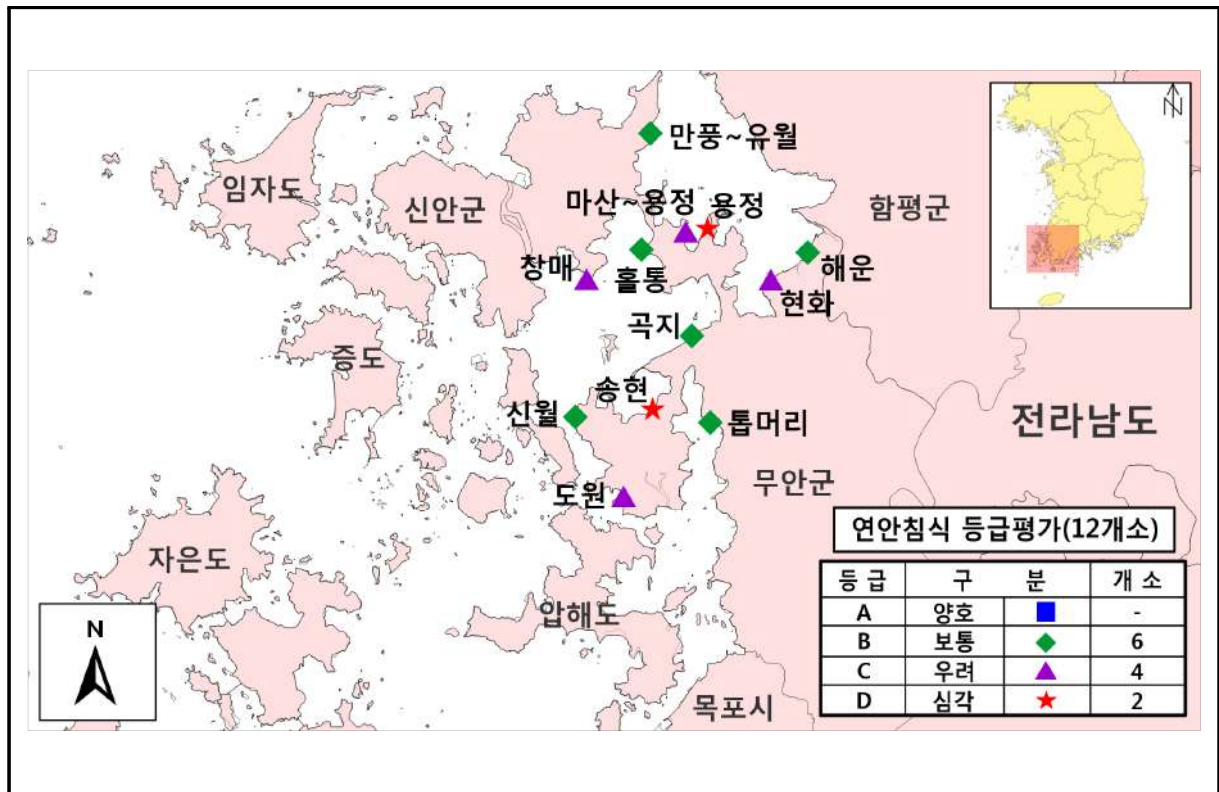 만풍~유월
임자도
신안군
마산~용정
용정
함평군
창매
홀통
해운
현화
곡지
증도
송현
신월
톱머리
전라남도
무안군
도원
자은도
압해도
목포시
N
N
연안침식 등급평가(12개소)
등 급 구 분 개 소
A 양호 -
B 보통 6
C 우려 4
D 심각 2